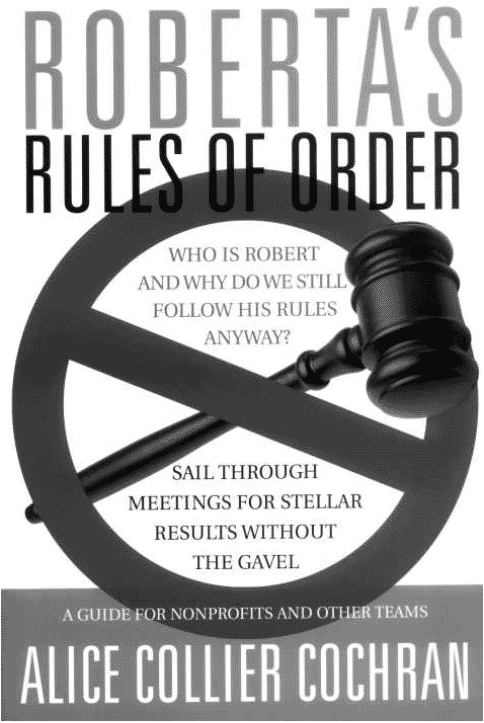 ROBERTA'S
RULES OF ORDER
WHO IS ROBERT
AND WHY DO WE STILL
FOLLOW HIS RULES
ANYWAY?
SAIL THROUGH
MEETINGS FOR STELLAR
RESULTS WITHOUT
THE GAVEL
A GUIDE FOR NONPROFITS AND OTHER TEAMS
ALICE COLLIER COCHRAN